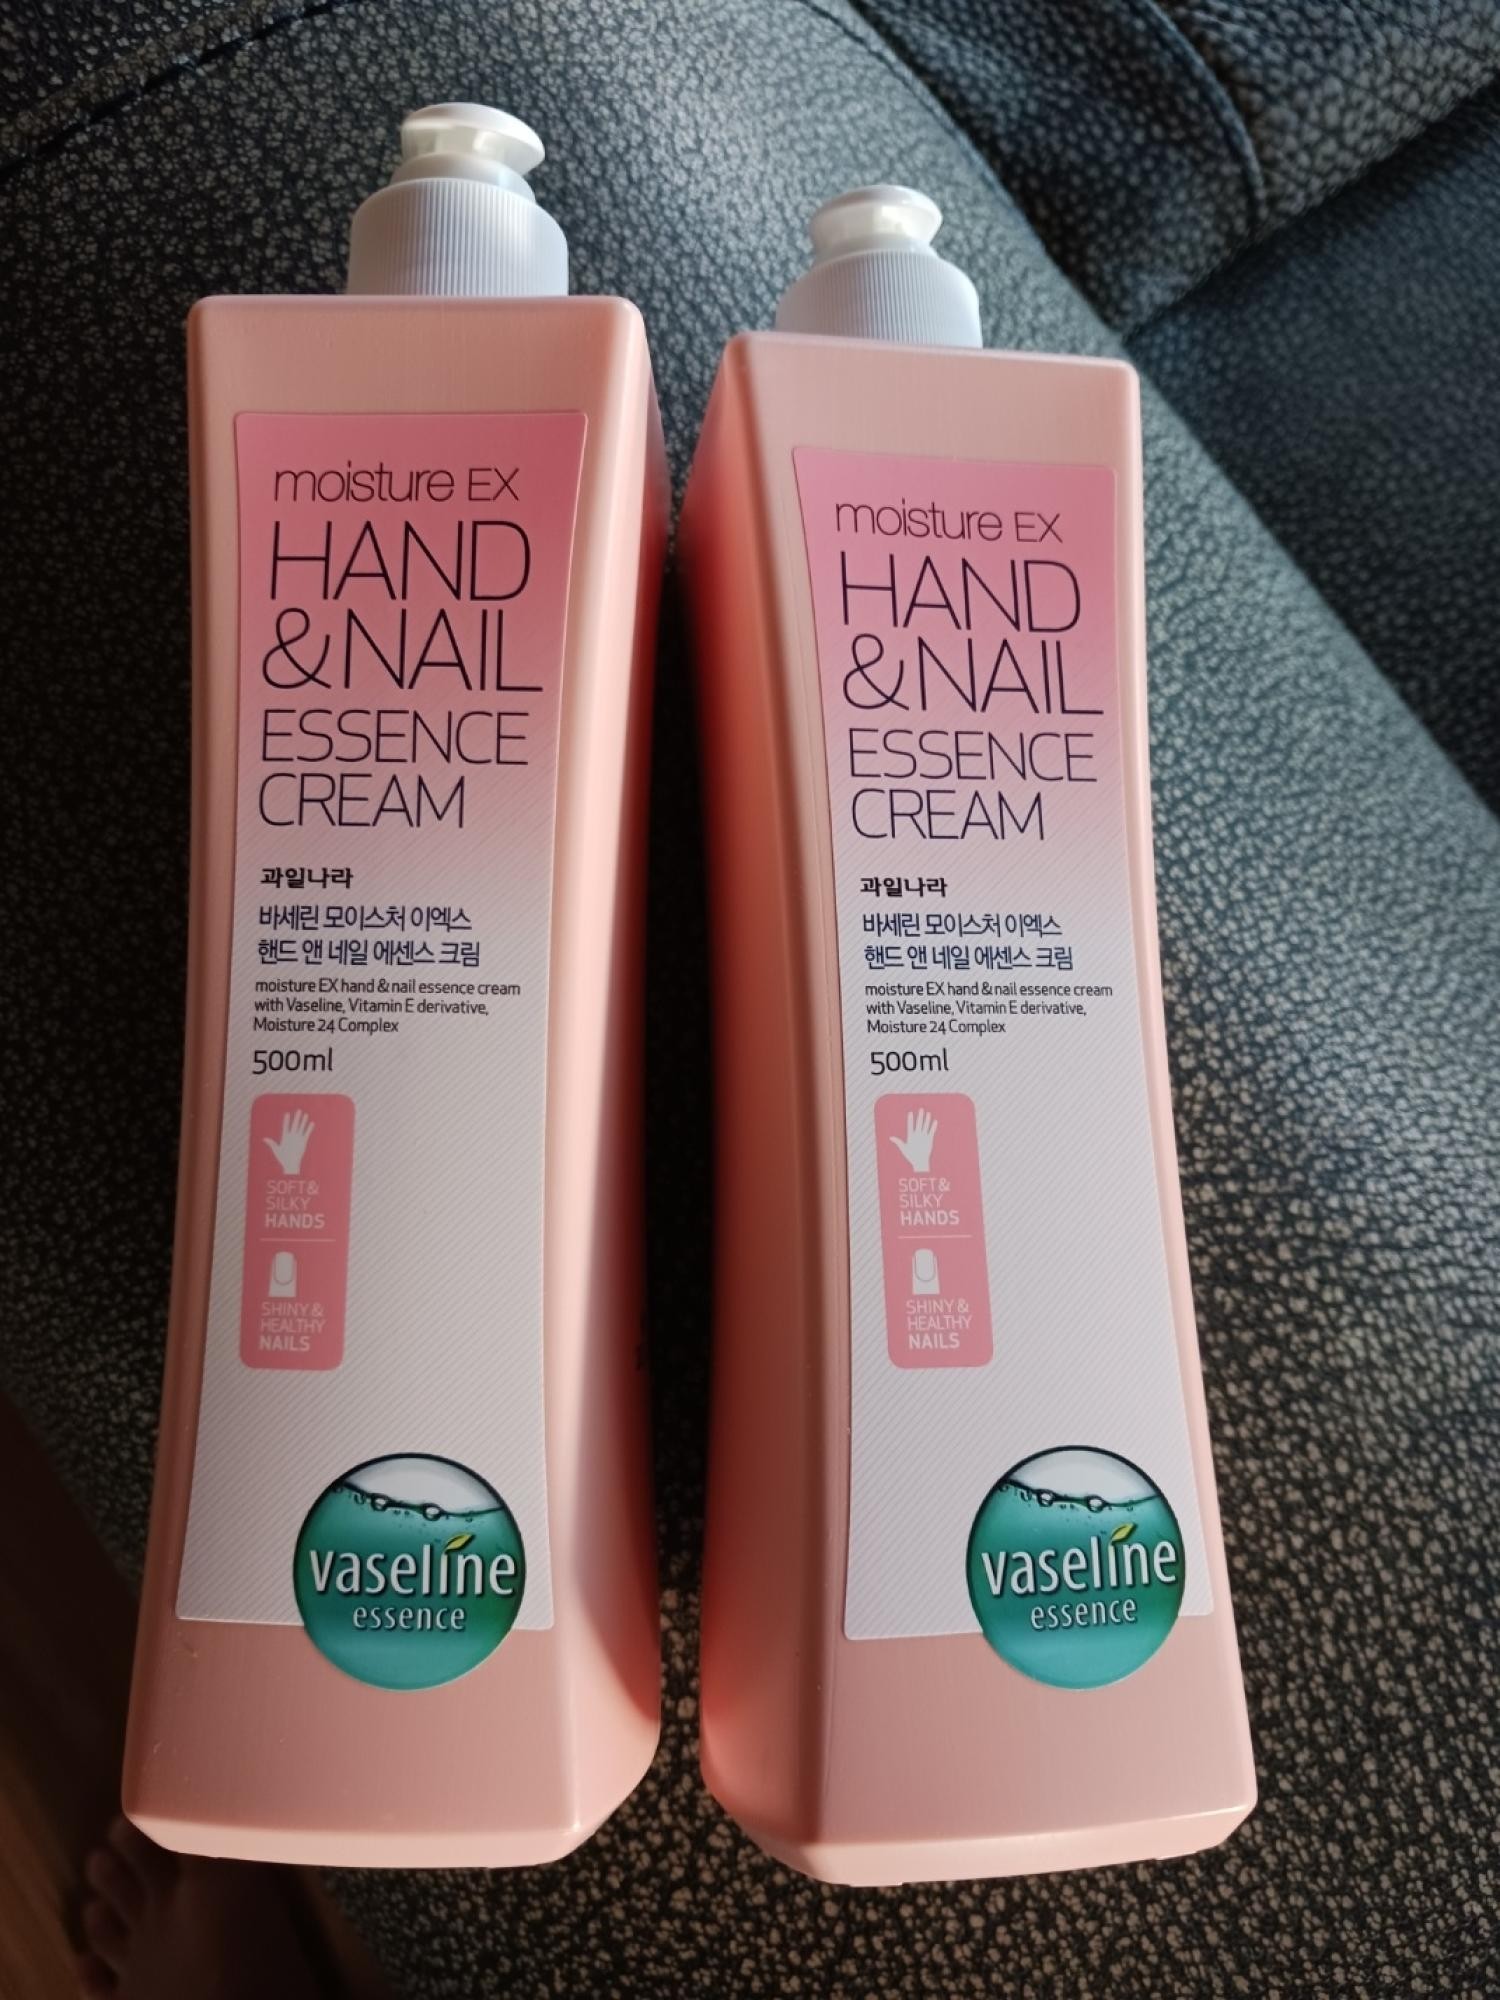 moisture EX
HAND
&NAIL
ESSENCE
CREAM
과일나라
바세린 모이스처 이엑스
핸드 앤 네일 에센스 크림
moisture EX hand & nail essence cream
with Vaseline, Vitamin E derivative,
Moisture 24 Complex
500ml
SOFT&
SILKY
HANDS
SHINY &
HEALTHY
NAILS
vaseline
essence
moisture EX
HAND
&NAIL
ESSENCE
CREAM
과일나라
바세린 모이스처 이엑스
핸드 앤 네일 에센스 크림
moisture EX hand & nail essence cream
with Vaseline, Vitamin E derivative,
Moisture 24 Complex
500ml
SOFT&
SILKY
HANDS
SHINY &
HEALTHY
NAILS
vaseline
essence